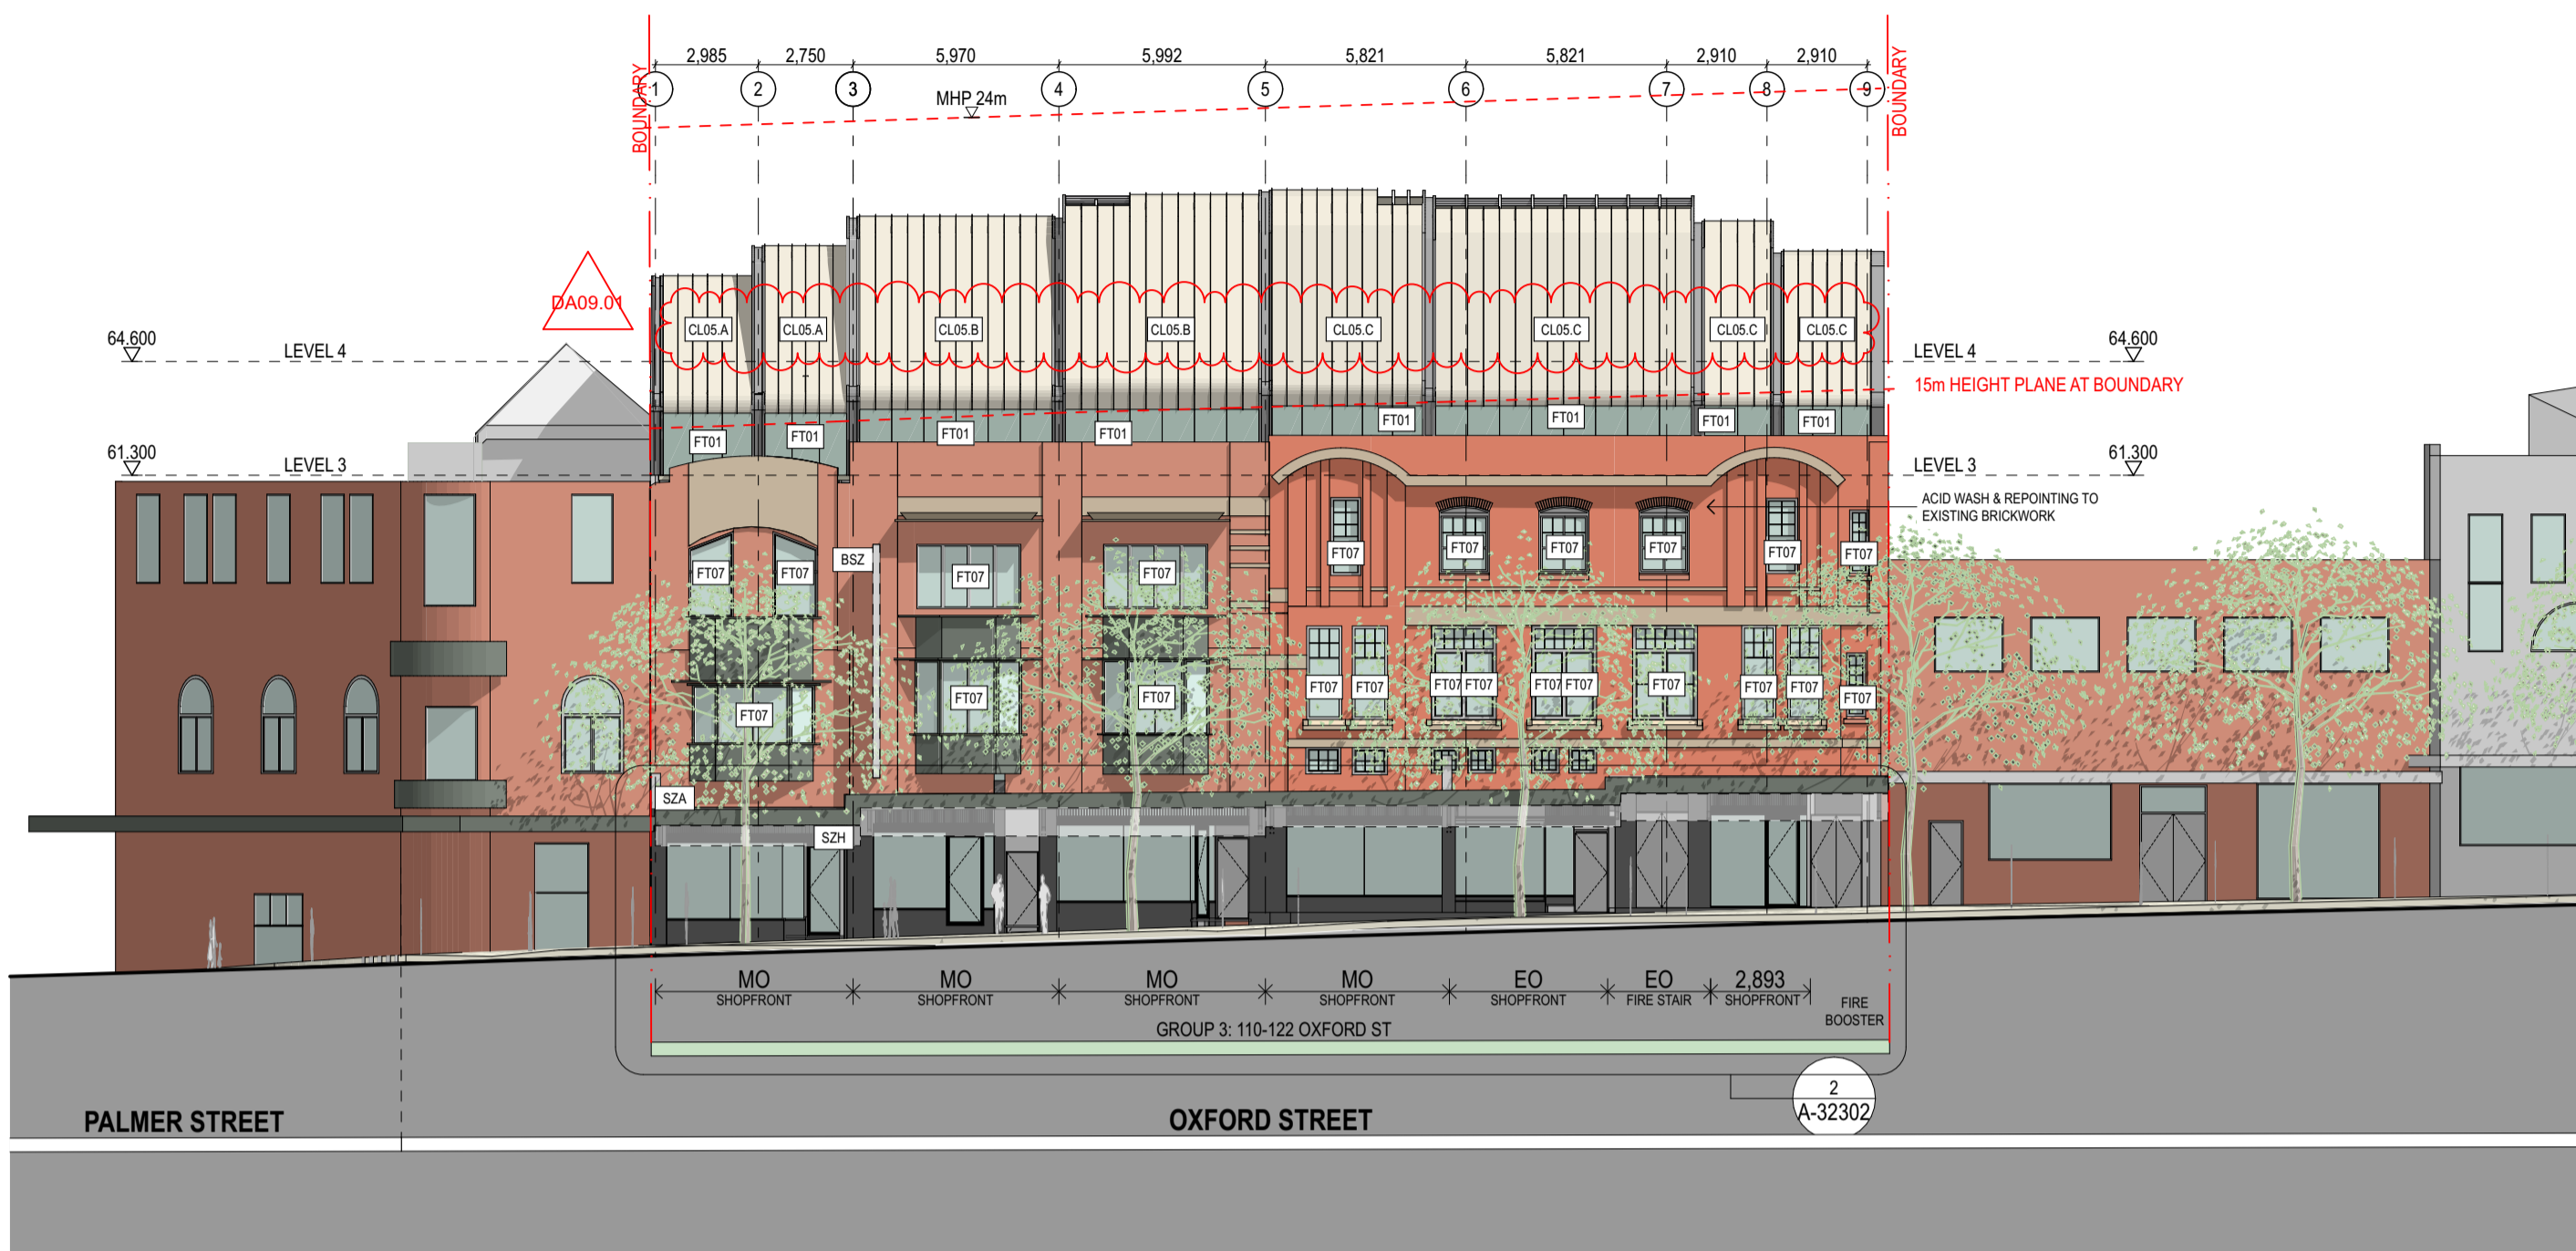 2,985 2,750 5,970 5,992 5,821 5,821 2,910 2,910
BOUNDARY 1 2 3 4 5 6 7 8 9 BOUNDARY
MHP 24m
DA09.01
CL05.A CL05.A CL05.B CL05.B CL05.C CL05.C CL05.C CL05.C
64.600 LEVEL 4 LEVEL 4 64.600
15m HEIGHT PLANE AT BOUNDARY
FT01 FT01 FT01 FT01 FT01 FT01 FT01 FT01
61.300 LEVEL 3 LEVEL 3 61.300
ACID WASH & REPOINTING TO
EXISTING BRICKWORK
FT07 FT07 BSZ FT07 FT07 FT07 FT07 FT07 FT07 FT07 FT07
FT07 FT07 FT07 FT07 FT07 FT07 FT07 FT07 FT07 FT07 FT07 FT07 FT07
SZA
SZH
MO MO MO MO EO EO 2,893
SHOPFRONT SHOPFRONT SHOPFRONT SHOPFRONT SHOPFRONT FIRE STAIR SHOPFRONT
FIRE
BOOSTER
GROUP 3: 110-122 OXFORD ST
2
A-32302
PALMER STREET OXFORD STREET